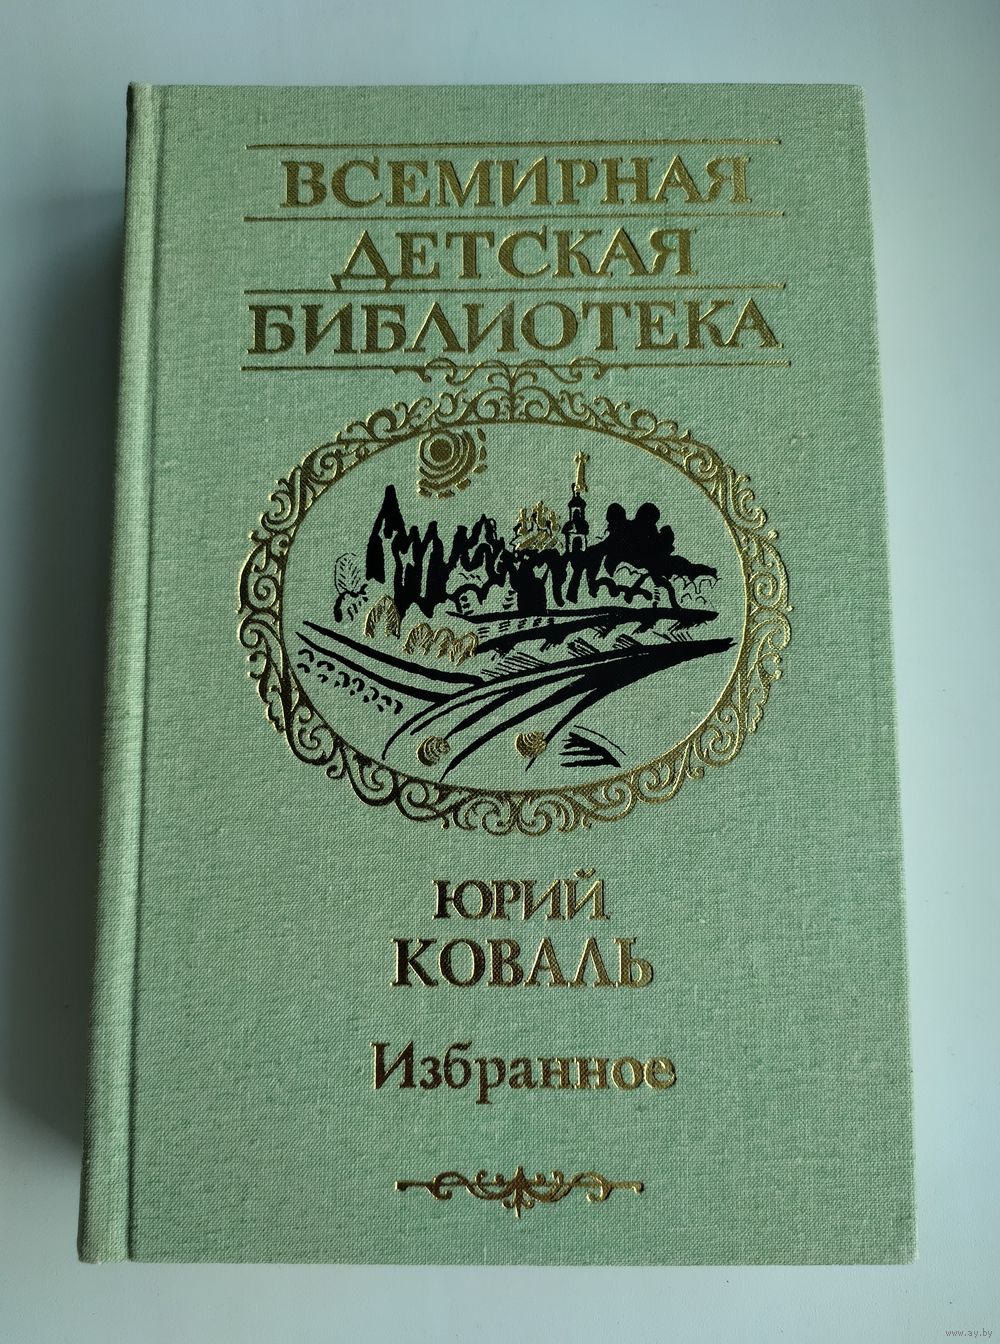 ВСЕМИРНАЯ
ДЕТСКАЯ
БИБЛИОТЕКА
ЮРИЙ
КОВАЛЬ
Избранное
www.ay.by